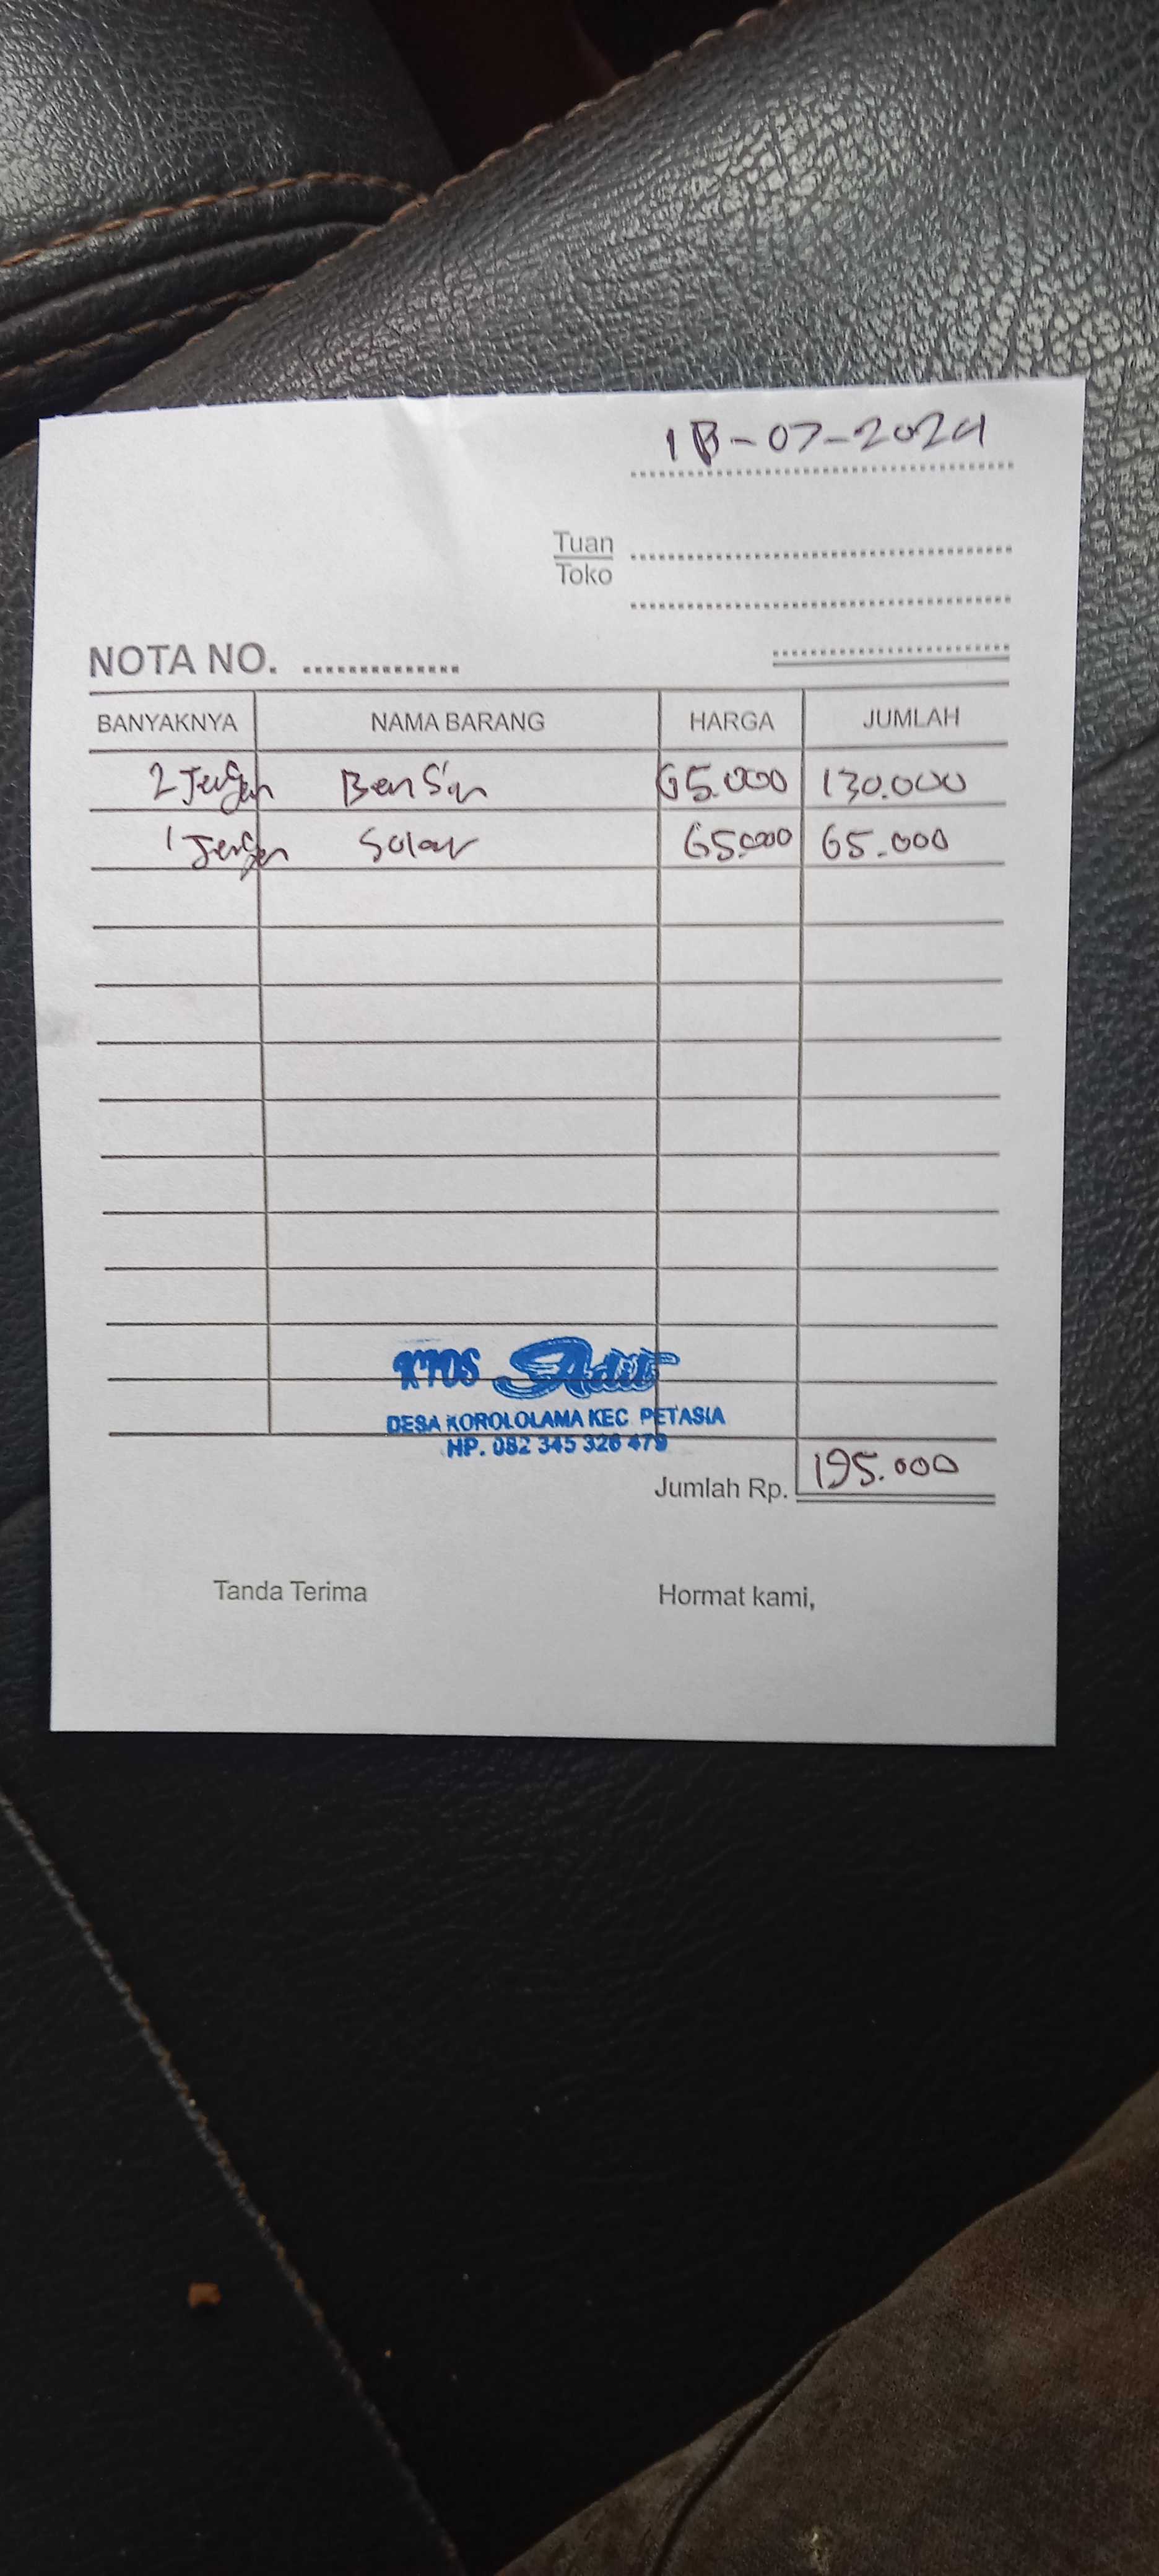 18-07-2024
Tuan
Toko
NOTA NO. ..............
BANYAKNYA NAMA BARANG HARGA JUMLAH
2 Jergen Bensin 65.000 130.000
1 Jergen Solar 65.000 65.000
KIOS Adit
DESA KOROLOLAMA KEC. PETASIA
HP. 082 345 326 479
Jumlah Rp. 195.000
Tanda Terima Hormat kami,